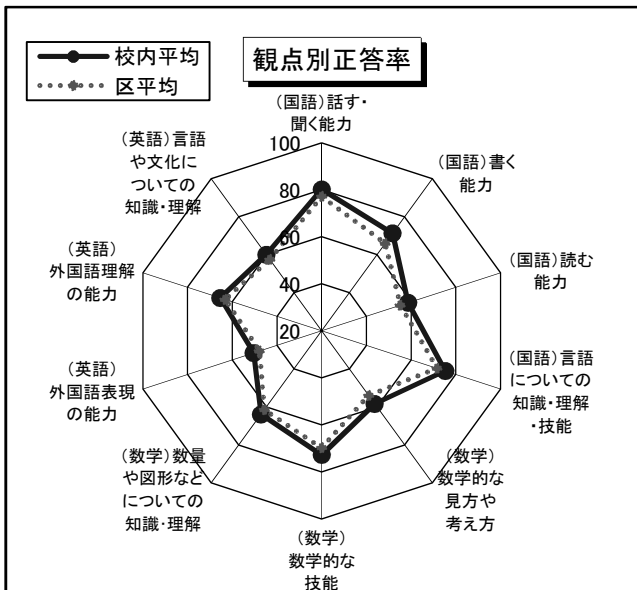 校内平均
区平均
観点別正答率
(国語)話す・
聞く能力
(国語)書く
能力
(国語)読む
能力
(国語)言語
についての
知識・理解
・技能
(数学)
数学的な
見方や
考え方
(数学)
数学的な
技能
(数学)数量
や図形など
についての
知識・理解
(英語)
外国語表現
の能力
(英語)
外国語理解
の能力
(英語)言語
や文化に
ついての
知識・理解
100
80
60
40
20